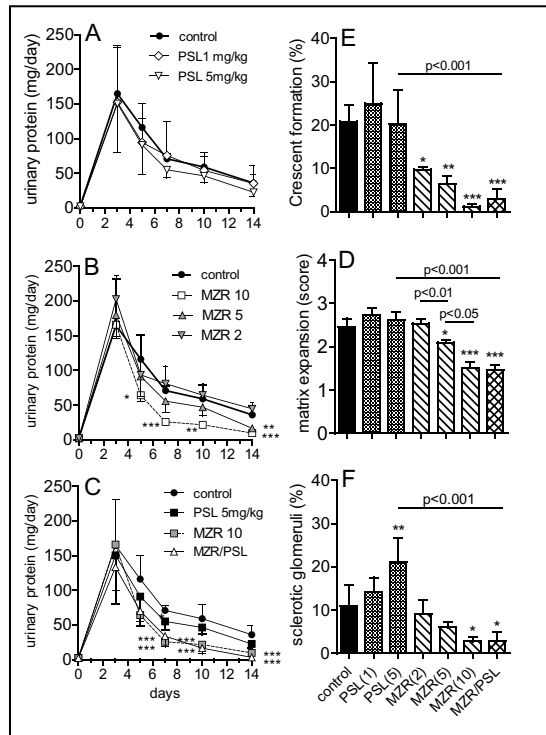 A
urinary protein (mg/day)
250
200
150
100
50
0
control
PSL1 mg/kg
PSL 5mg/kg
0 2 4 6 8 10 12 14
B
urinary protein (mg/day)
250
200
150
100
50
0
control
MZR 10
MZR 5
MZR 2
*
***
**
**
***
0 2 4 6 8 10 12 14
C
urinary protein (mg/day)
250
200
150
100
50
0
control
PSL 5mg/kg
MZR 10
MZR/PSL
***
***
***
***
***
***
0 2 4 6 8 10 12 14
days
E
Crescent formation (%)
40
30
20
10
0
p<0.001
*
**
***
***
D
matrix expansion (score)
4
3
2
1
0
p<0.001
p<0.01
p<0.05
*
***
***
F
sclerotic glomeruli (%)
40
30
20
10
0
p<0.001
**
*
*
control
PSL(1)
PSL(5)
MZR(2)
MZR(5)
MZR(10)
MZR/PSL